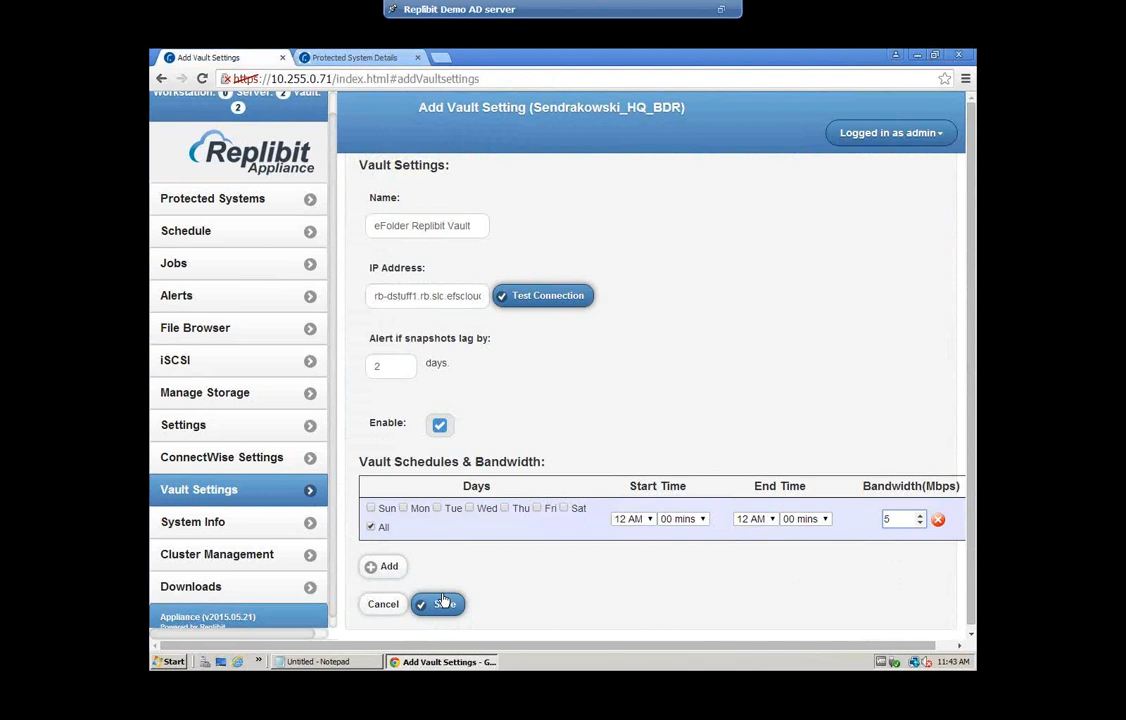 Replibit Demo AD server
Add Vault Settings
Protected System Details
https://10.255.0.71/index.html#addVaultsettings
Workstation: 0 Server: 2 Vault:
2
Add Vault Setting (Sendrakowski_HQ_BDR)
Logged in as admin
Replibit
Appliance
Protected Systems
Schedule
Jobs
Alerts
File Browser
iSCSI
Manage Storage
Settings
ConnectWise Settings
Vault Settings
System Info
Cluster Management
Downloads
Appliance (v2015.05.21)
Powered by Replibit
Vault Settings:
Name:
eFolder Replibit Vault
IP Address:
rb-dstuff1.rb.slc.efsclou
Test Connection
Alert if snapshots lag by:
2 days.
Enable:
Vault Schedules & Bandwidth:
Days Start Time End Time Bandwidth(Mbps)
Sun Mon Tue Wed Thu Fri Sat
All
12 AM 00 mins 12 AM 00 mins 5
Add
Cancel
Start
Untitled - Notepad
Add Vault Settings - G...
11:43 AM